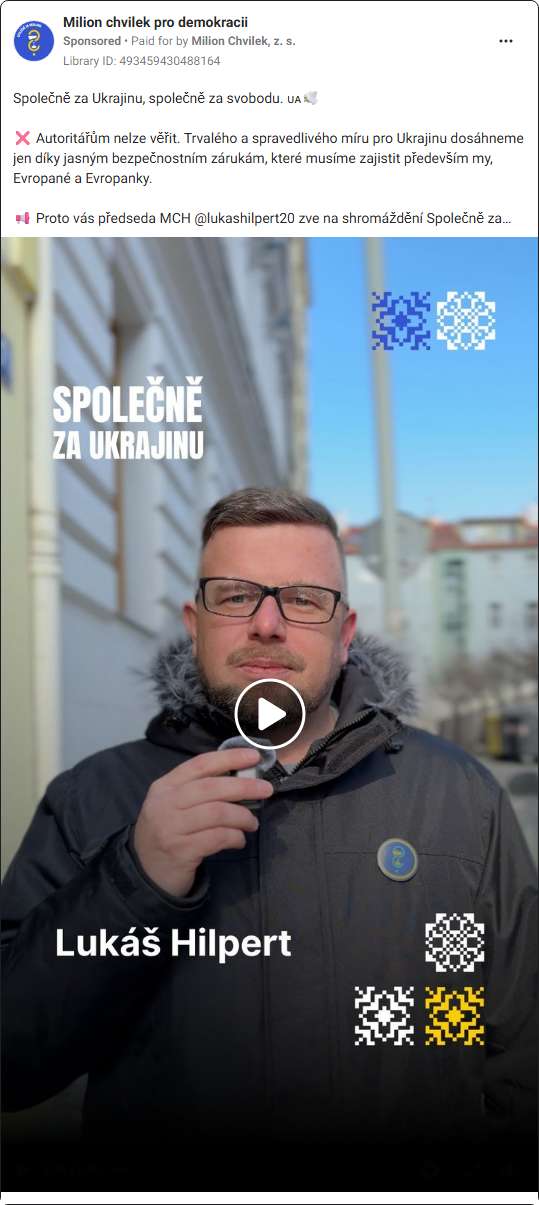 Milion chvilek pro demokracii
Sponsored • Paid for by Milion Chvilek, z. s.
Library ID: 493459430488164
Společně za Ukrajinu, společně za svobodu. UA🕊️
❌ Autoritářům nelze věřit. Trvalého a spravedlivého míru pro Ukrajinu dosáhneme
jen díky jasným bezpečnostním zárukám, které musíme zajistit především my,
Evropané a Evropanky.
📢 Proto vás předseda MCH @lukashilpert20 zve na shromáždění Společně za...
SPOLEČNĚ
ZA UKRAJINU
Lukáš Hilpert